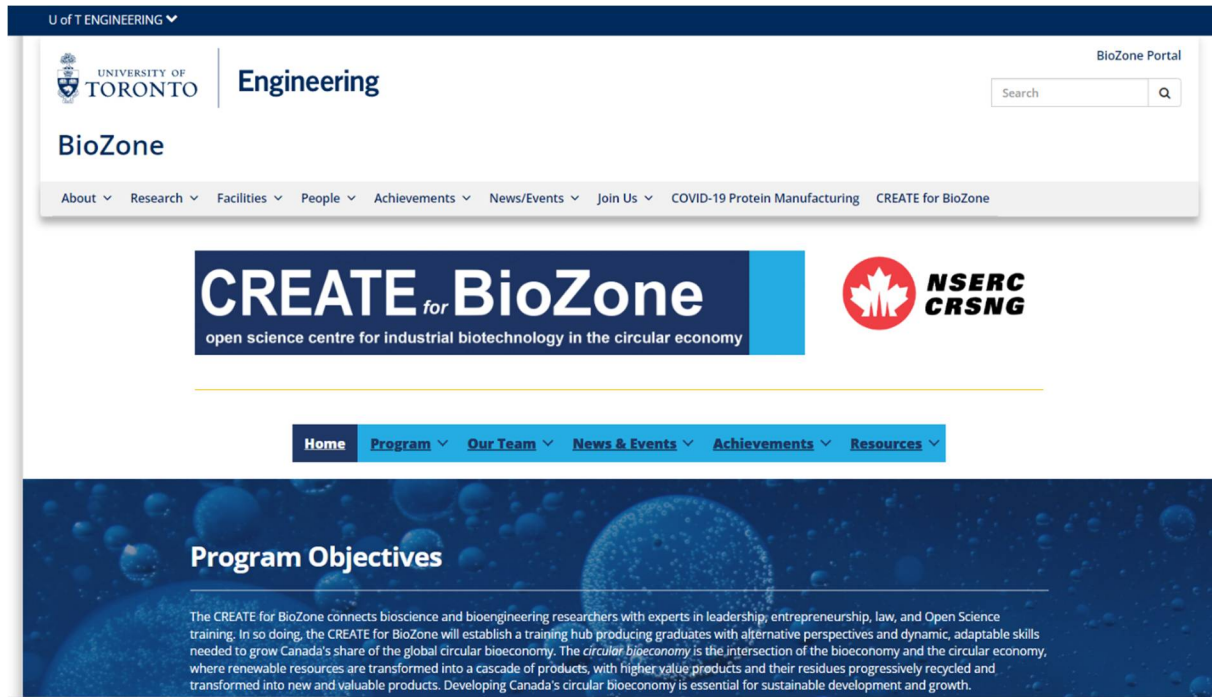 U of T ENGINEERING
BioZone Portal
UNIVERSITY OF
TORONTO
Engineering
Search
BioZone
About Research Facilities People Achievements News/Events Join Us COVID-19 Protein Manufacturing CREATE for BioZone
CREATE for BioZone
open science centre for industrial biotechnology in the circular economy
NSERC
CRSNG
Home Program Our Team News & Events Achievements Resources
Program Objectives
The CREATE for BioZone connects bioscience and bioengineering researchers with experts in leadership, entrepreneurship, law, and Open Science
training. In so doing, the CREATE for BioZone will establish a training hub producing graduates with alternative perspectives and dynamic, adaptable skills
needed to grow Canada's share of the global circular bioeconomy. The circular bioeconomy is the intersection of the bioeconomy and the circular economy,
where renewable resources are transformed into a cascade of products, with higher value products and their residues progressively recycled and
transformed into new and valuable products. Developing Canada's circular bioeconomy is essential for sustainable development and growth.